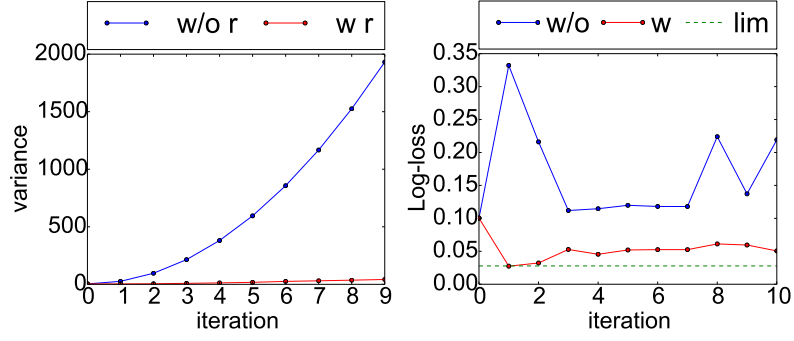 w/o r w r
2000
1500
1000
500
0
variance
0 1 2 3 4 5 6 7 8 9
iteration
w/o w lim
0.35
0.30
0.25
0.20
0.15
0.10
0.05
0.00
Log-loss
0 2 4 6 8 10
iteration